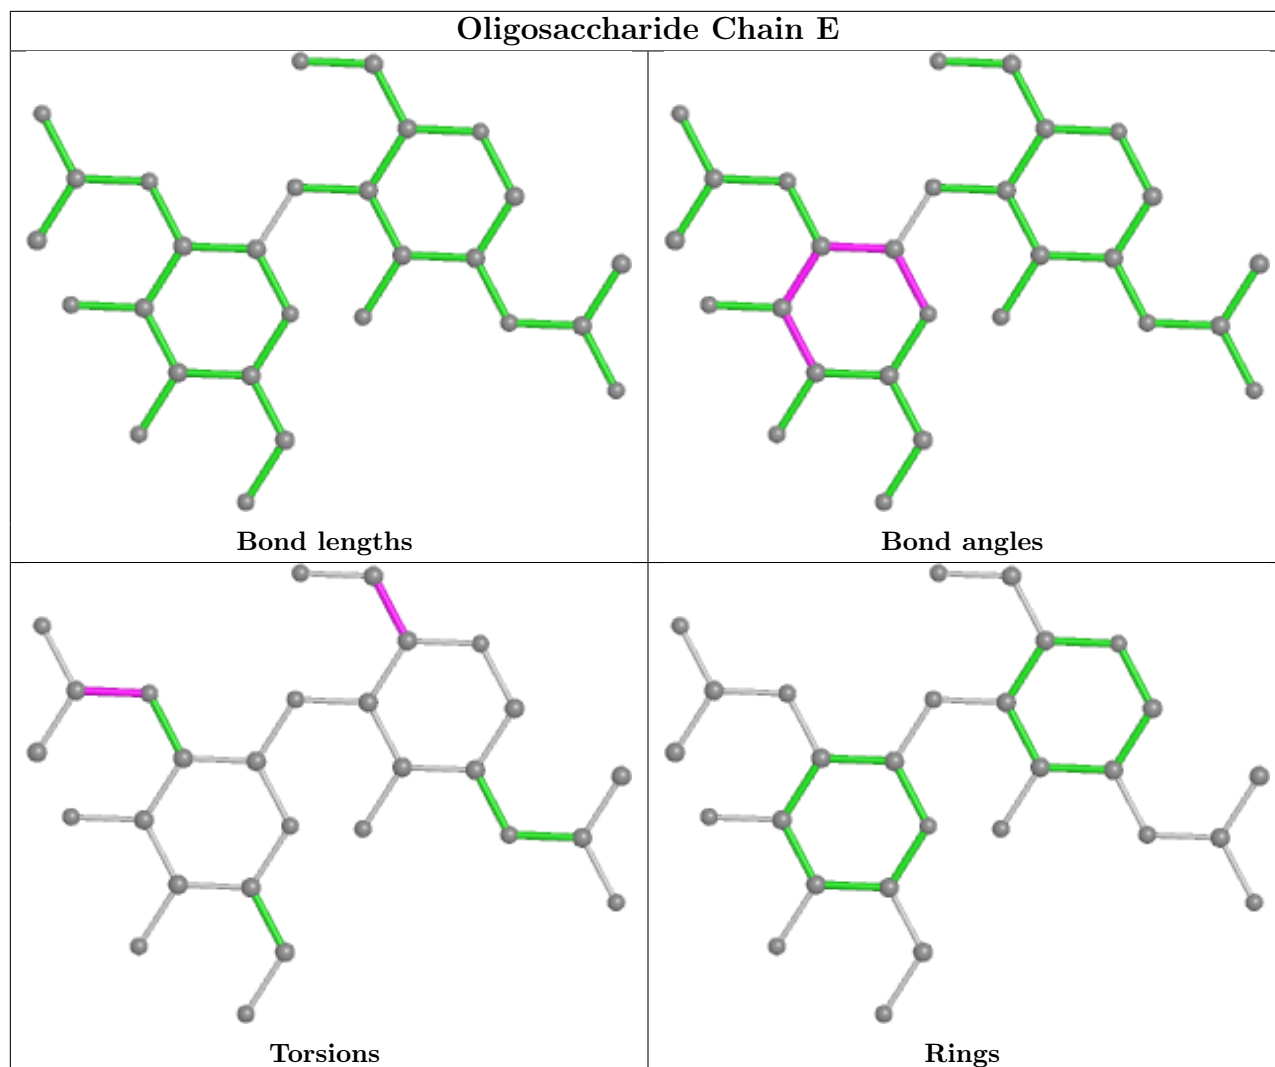 Oligosaccharide Chain E
Bond lengths
Bond angles
Torsions
Rings